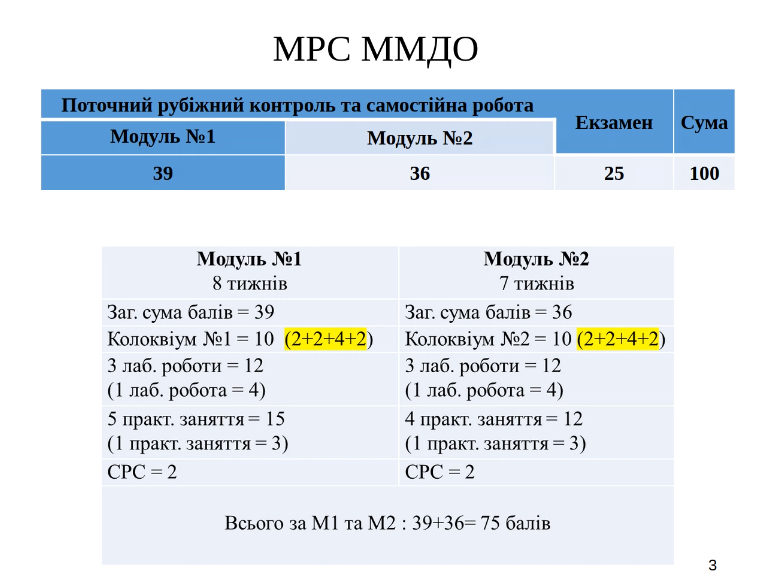 МРС ММДО
Поточний рубіжний контроль та самостійна робота
Екзамен
Сума
Модуль №1
Модуль №2
39
36
25
100
Модуль №1
8 тижнів
Модуль №2
7 тижнів
Заг. сума балів = 39
Заг. сума балів = 36
Колоквіум №1 = 10 (2+2+4+2)
Колоквіум №2 = 10 (2+2+4+2)
3 лаб. роботи = 12
(1 лаб. робота = 4)
3 лаб. роботи = 12
(1 лаб. робота = 4)
5 практ. заняття = 15
(1 практ. заняття = 3)
4 практ. заняття = 12
(1 практ. заняття = 3)
СРС = 2
СРС = 2
Всього за М1 та М2 : 39+36= 75 балів
3